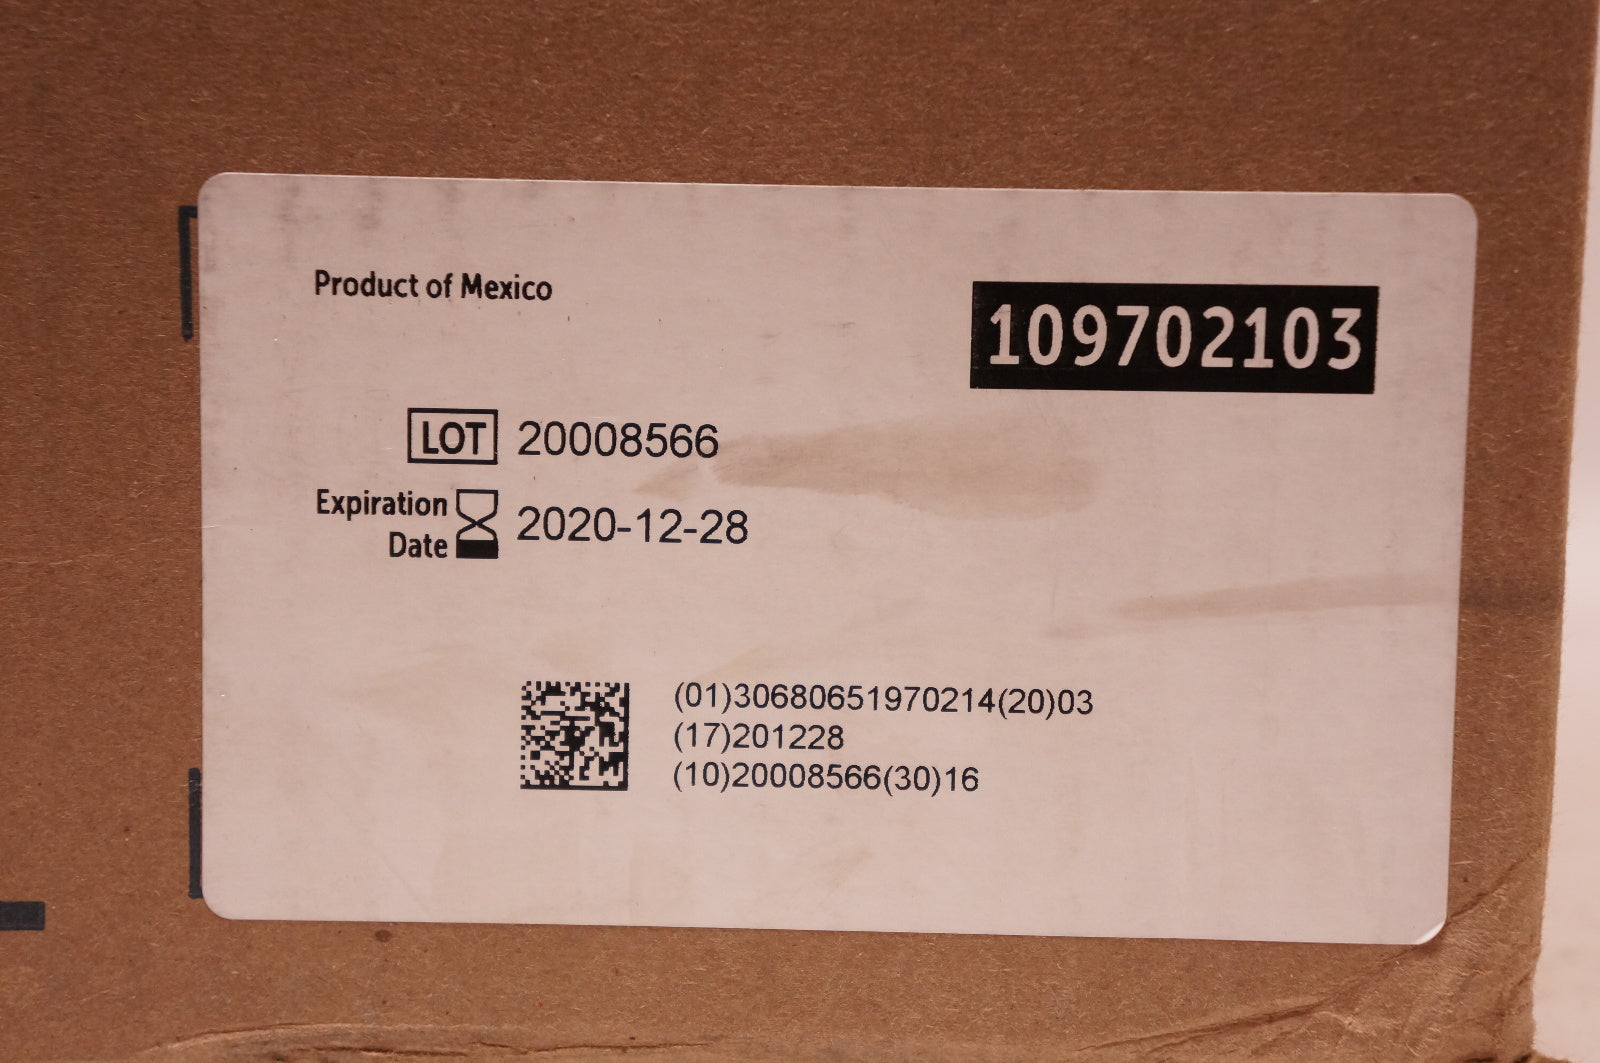 Product of Mexico
109702103
LOT 20008566
Expiration
Date 2020-12-28
(01)30680651970214(20)03
(17)201228
(10)20008566(30)16